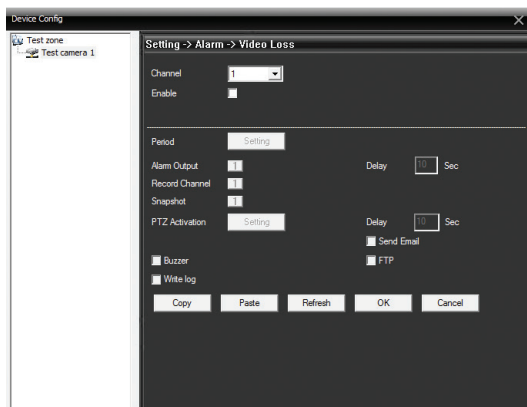 Device Config
Test zone
Test camera 1
Setting -> Alarm -> Video Loss
Channel 1
Enable
Period Setting
Alarm Output 1 Delay 10 Sec
Record Channel 1
Snapshot 1
PTZ Activation Setting Delay 10 Sec
Send Email
Buzzer FTP
Write log
Copy Paste Refresh OK Cancel